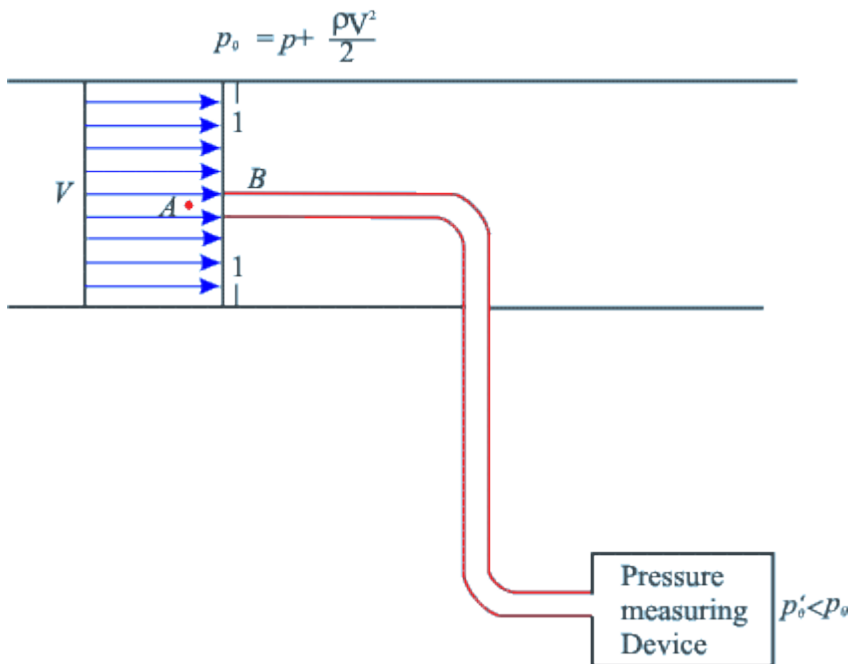 p₀ = p + ρV²/2
1
B
V
A
1
Pressure
measuring
Device
p₀′<p₀